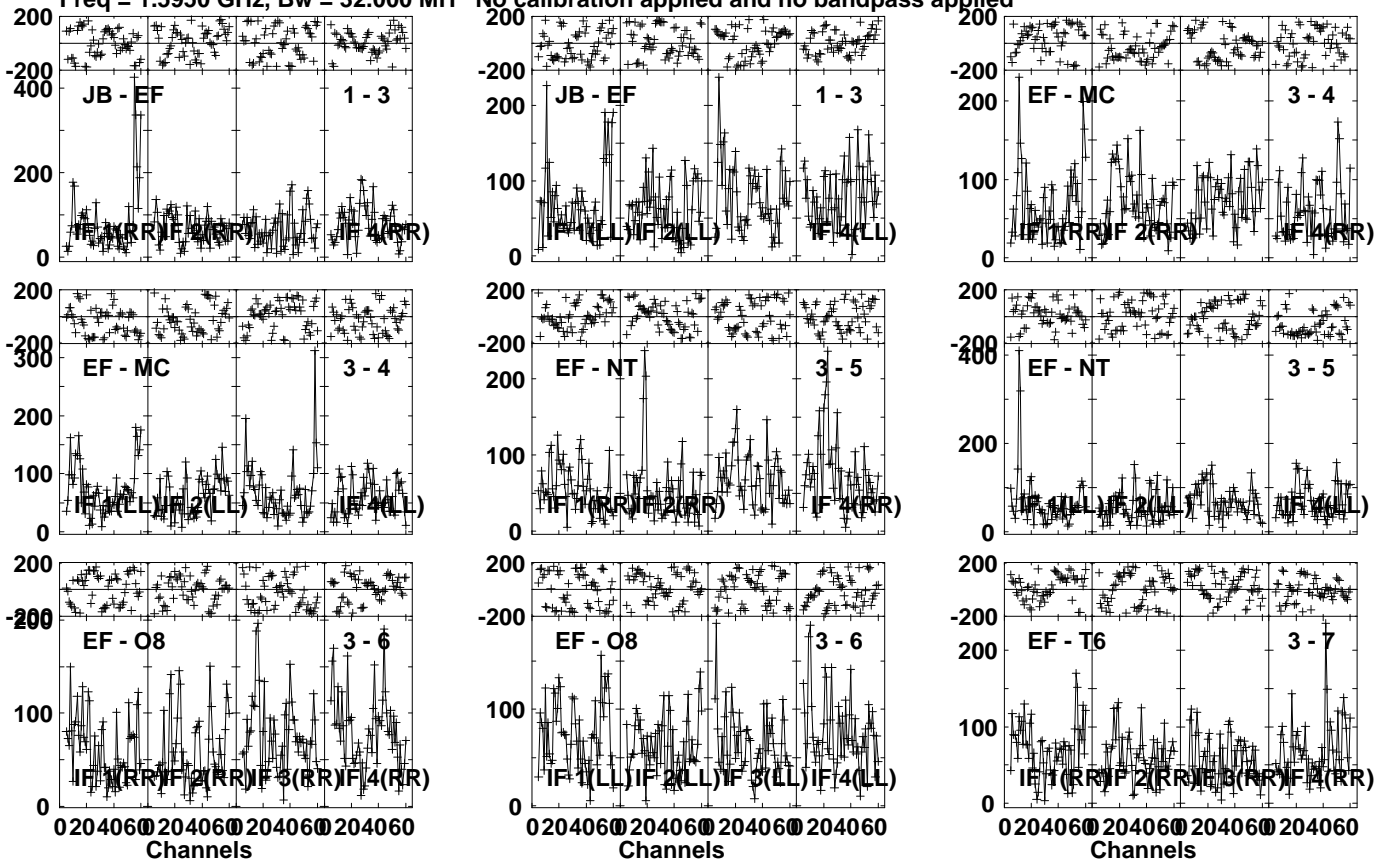 Freq = 1.5950 GHz, Bw = 32.000 MH No calibration applied and no bandpass applied
200
-200
400
200
0
JB - EF
1 - 3
IF 1(RR)
IF 2(RR)
IF 4(RR)
200
-200
200
100
0
JB - EF
1 - 3
IF 1(LL)
IF 2(LL)
IF 4(LL)
200
-200
200
100
0
EF - MC
3 - 4
IF 1(RR)
IF 2(RR)
IF 4(RR)
200
-200
300
200
100
0
EF - MC
3 - 4
IF 1(LL)
IF 2(LL)
IF 4(LL)
200
-200
200
100
0
EF - NT
3 - 5
IF 1(RR)
IF 2(RR)
IF 4(RR)
200
-200
400
200
0
EF - NT
3 - 5
IF 1(LL)
IF 2(LL)
IF 4(LL)
200
-200
200
100
0
EF - O8
3 - 6
IF 1(RR)
IF 2(RR)
IF 3(RR)
IF 4(RR)
0 20 40 60 0 20 40 60 0 20 40 60 0 20 40 60
Channels
200
-200
100
0
EF - O8
3 - 6
IF 1(LL)
IF 2(LL)
IF 3(LL)
IF 4(LL)
0 20 40 60 0 20 40 60 0 20 40 60 0 20 40 60
Channels
200
-200
200
100
0
EF - T6
3 - 7
IF 1(RR)
IF 2(RR)
IF 3(RR)
IF 4(RR)
0 20 40 60 0 20 40 60 0 20 40 60 0 20 40 60
Channels